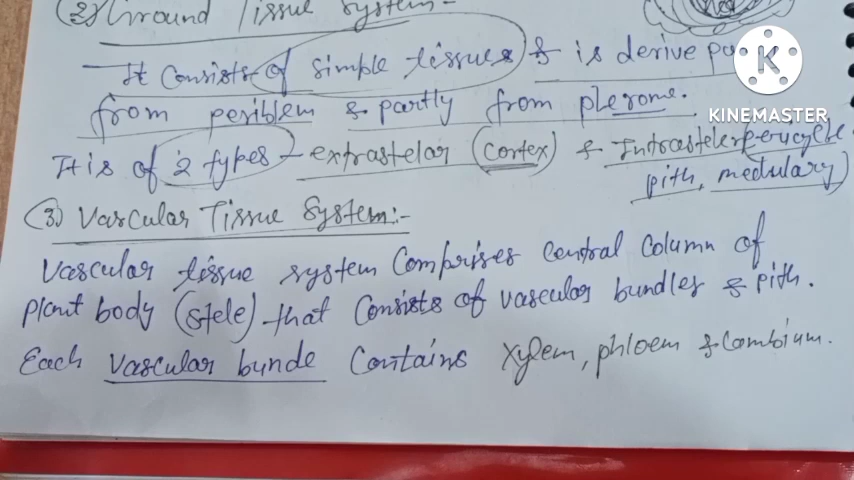 (2) Ground Tissue System:-
- It consists of simple tissues & is derive
from periblem & partly from plerome.
It is of 2 types - extrastelar (cortex) & Intrastelar pericycle
pith, medulary)
(3) Vascular Tissue System:-
Vascular tissue system Comprises central Column of
plant body (stele) that Consists of vascular bundles & pith.
Each vascular bunde Contains Xylem, phloem & Cambium.
K
KINEMASTER